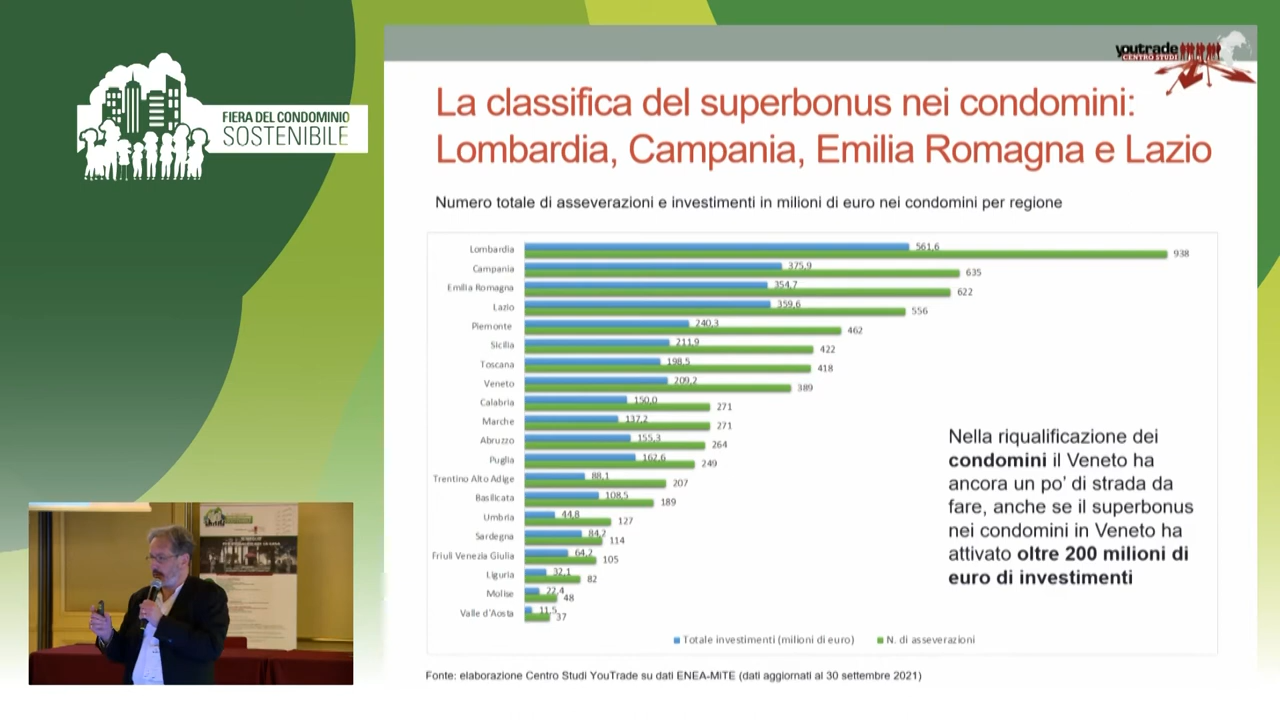 FIERA DEL CONDOMINIO
SOSTENIBILE
youtrade
CENTRO STUDI
La classifica del superbonus nei condomini:
Lombardia, Campania, Emilia Romagna e Lazio
Numero totale di asseverazioni e investimenti in milioni di euro nei condomini per regione
Lombardia 561,6 938
Campania 375,9 635
Emilia Romagna 354,7 622
Lazio 359,6 556
Piemonte 240,3 462
Sicilia 211,9 422
Toscana 198,5 418
Veneto 209,2 389
Calabria 150,0 271
Marche 137,2 271
Abruzzo 155,3 264
Puglia 162,6 249
Trentino Alto Adige 88,1 207
Basilicata 108,5 189
Umbria 44,8 127
Sardegna 84,2 114
Friuli Venezia Giulia 64,2 105
Liguria 32,1 82
Molise 22,4 48
Valle d'Aosta 11,5 37
Nella riqualificazione dei
condomini il Veneto ha
ancora un po' di strada da
fare, anche se il superbonus
nei condomini in Veneto ha
attivato oltre 200 milioni di
euro di investimenti
Totale investimenti (milioni di euro) N. di asseverazioni
Fonte: elaborazione Centro Studi YouTrade su dati ENEA-MiTE (dati aggiornati al 30 settembre 2021)